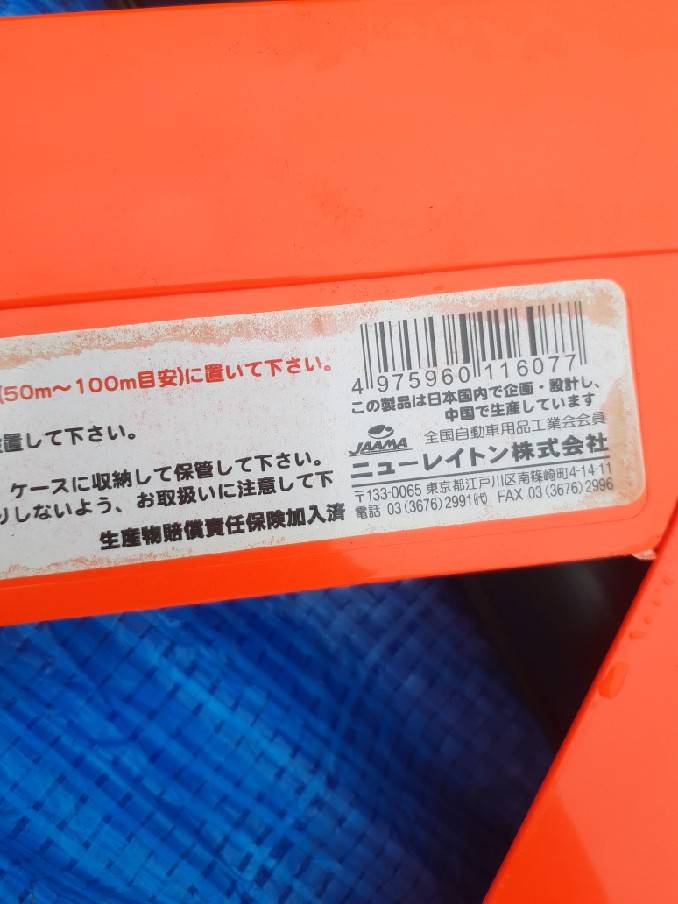 (50m〜100m目安)に置いて下さい。
置して下さい。
ケースに収納して保管して下さい。
りしないよう、お取扱いに注意して下
生産物賠償責任保険加入済
4 975960 116077
この製品は日本国内で企画・設計し、
中国で生産しています
JAAMA 全国自動車用品工業会会員
ニューレイトン株式会社
〒133-0065 東京都江戸川区南篠崎町4-14-11
電話 03(3676)2991㈹ FAX 03(3676)2996